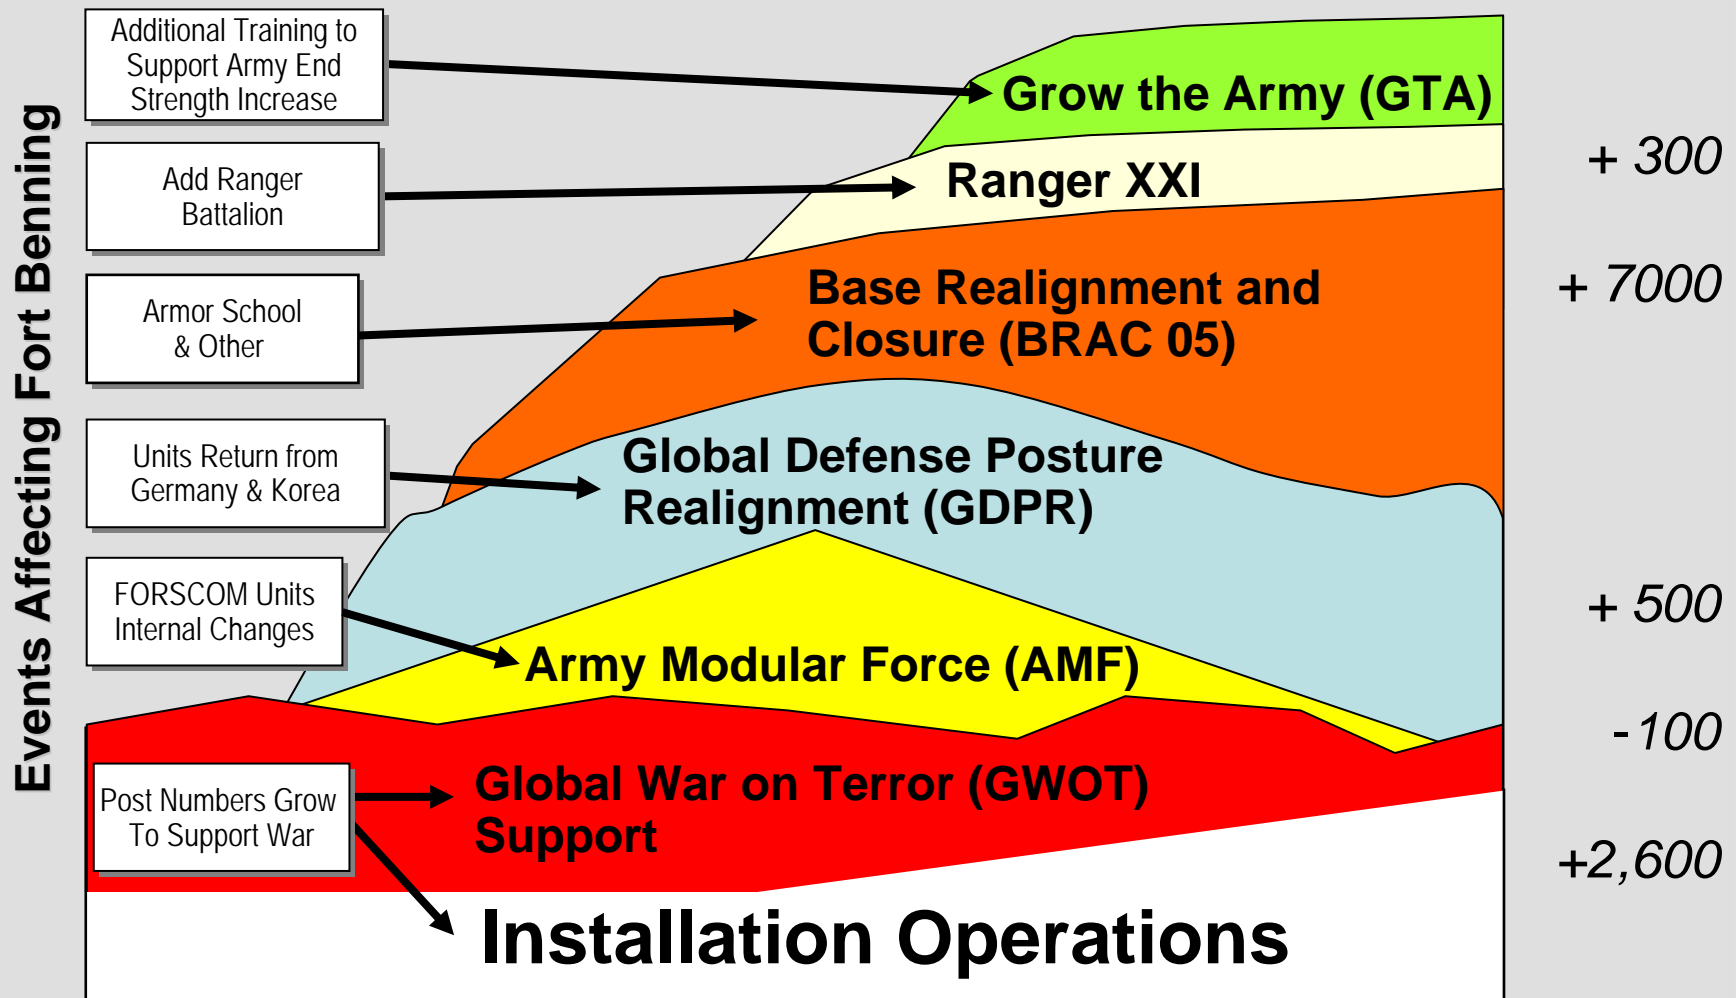 Events Affecting Fort Benning
Additional Training to
Support Army End
Strength Increase
Grow the Army (GTA)
Add Ranger
Battalion
Ranger XXI
+ 300
Armor School
& Other
Base Realignment and
Closure (BRAC 05)
+ 7000
Units Return from
Germany & Korea
Global Defense Posture
Realignment (GDPR)
+ 500
FORSCOM Units
Internal Changes
Army Modular Force (AMF)
-100
Post Numbers Grow
To Support War
Global War on Terror (GWOT)
Support
+2,600
Installation Operations